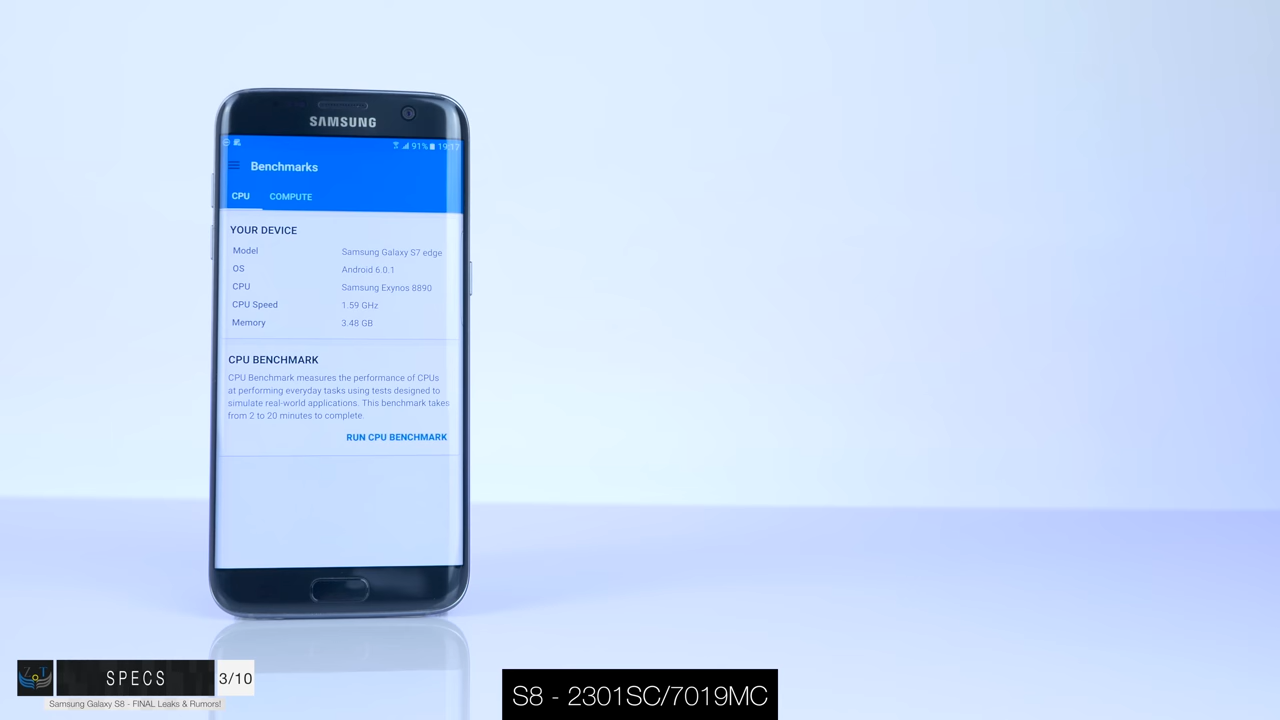 SAMSUNG
91% 19:17
Benchmarks
CPU COMPUTE
YOUR DEVICE
Model Samsung Galaxy S7 edge
OS Android 6.0.1
CPU Samsung Exynos 8890
CPU Speed 1.59 GHz
Memory 3.48 GB
CPU BENCHMARK
CPU Benchmark measures the performance of CPUs
at performing everyday tasks using tests designed to
simulate real-world applications. This benchmark takes
from 2 to 20 minutes to complete.
RUN CPU BENCHMARK
ZOT SPECS 3/10
Samsung Galaxy S8 - FINAL Leaks & Rumors!
S8 - 2301SC/7019MC